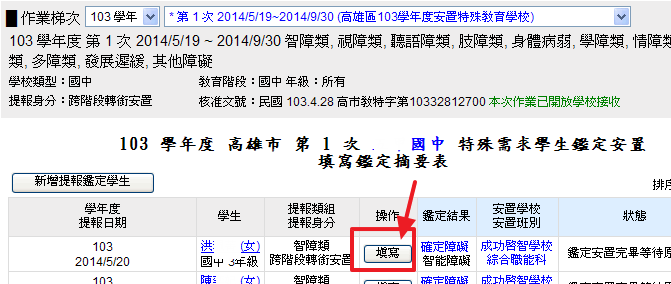 作業梯次 103 學年 * 第 1 次 2014/5/19~2014/9/30 (高雄區103學年度安置特殊教育學校)
103 學年度 第 1 次 2014/5/19 ~ 2014/9/30 智障類, 視障類, 聽語障類, 肢障類, 身體病弱, 學障類, 情障類
類, 多障類, 發展遲緩, 其他障礙
學校類型：國中 教育階段：國中 年級：所有
提報身分：跨階段轉銜安置 核准文號：民國 103.4.28 高市教特字第10332812700 本次作業已開放學校接收
103 學年度 高雄市 第 1 次 國中 特殊需求學生鑑定安置
填寫鑑定摘要表
新增提報鑑定學生 排序
學年度 提報類組 安置學校
學生 操作 鑑定結果 狀態
提報日期 提報身分 安置班別
103 洪 (女) 智障類 確定障礙 成功啓智學校
填寫 鑑定安置完畢等待原
2014/5/20 國中 3年級 跨階段轉銜安置 智能障礙 綜合職能科
103 陳 (女) 智障類 確定障礙 成功啓智學校